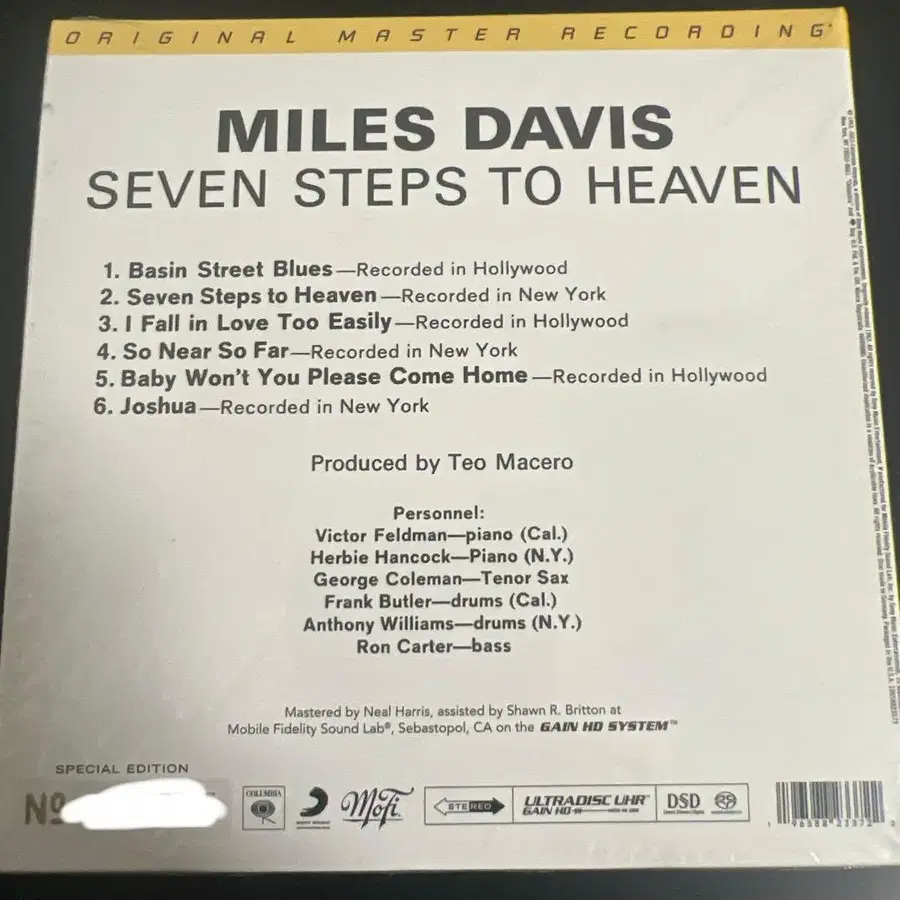 ORIGINAL MASTER RECORDING
MILES DAVIS
SEVEN STEPS TO HEAVEN
1. Basin Street Blues—Recorded in Hollywood
2. Seven Steps to Heaven—Recorded in New York
3. I Fall in Love Too Easily—Recorded in Hollywood
4. So Near So Far—Recorded in New York
5. Baby Won't You Please Come Home—Recorded in Hollywood
6. Joshua—Recorded in New York
Produced by Teo Macero
Personnel:
Victor Feldman—piano (Cal.)
Herbie Hancock—Piano (N.Y.)
George Coleman—Tenor Sax
Frank Butler—drums (Cal.)
Anthony Williams—drums (N.Y.)
Ron Carter—bass
Mastered by Neal Harris, assisted by Shawn R. Britton at
Mobile Fidelity Sound Lab®, Sebastopol, CA on the GAIN HD SYSTEM™
SPECIAL EDITION
Nº
COLUMBIA
MoFi
STEREO
ULTRADISC UHR™
GAIN HD
DSD